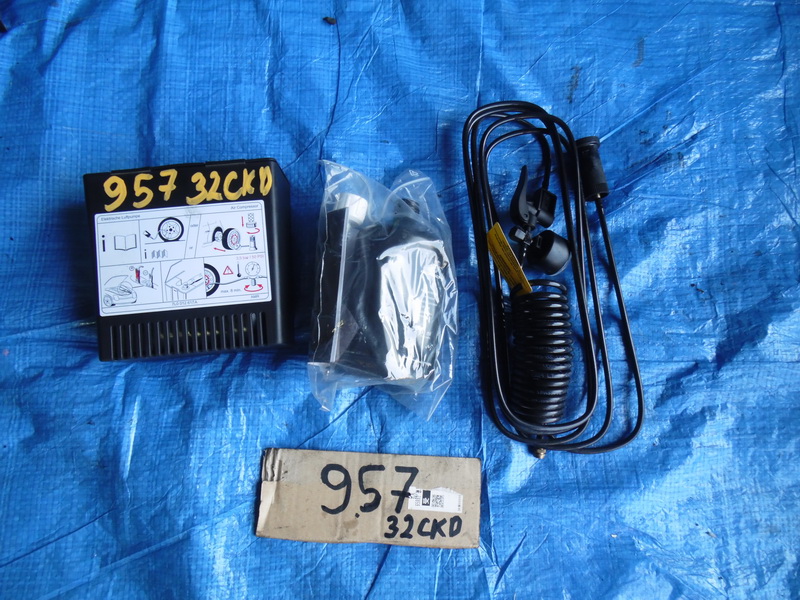 957 32CKD
Elektrische Luftpumpe
Air Compressor
i
957
32CKD